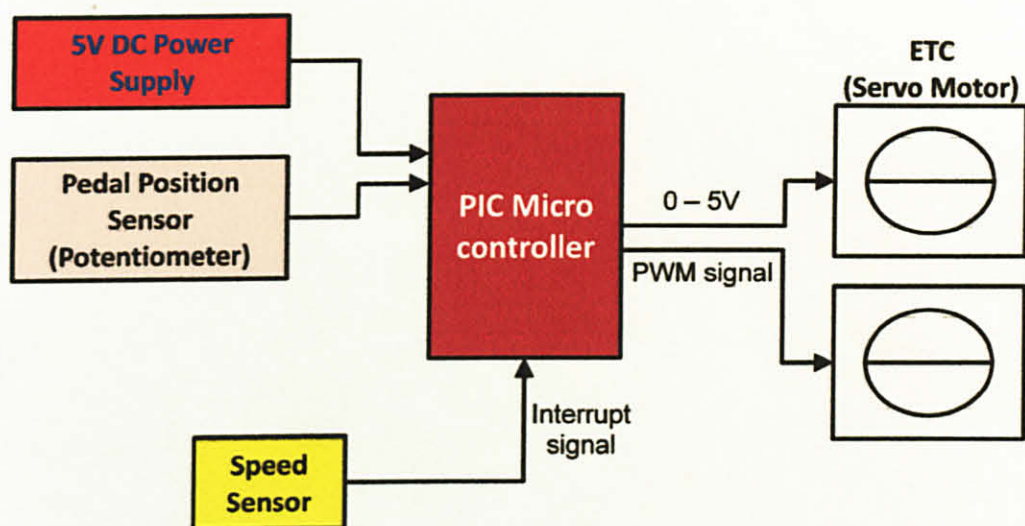 5V DC Power
Supply
Pedal Position
Sensor
(Potentiometer)
PIC Micro
controller
0 – 5V
PWM signal
ETC
(Servo Motor)
Interrupt
signal
Speed
Sensor